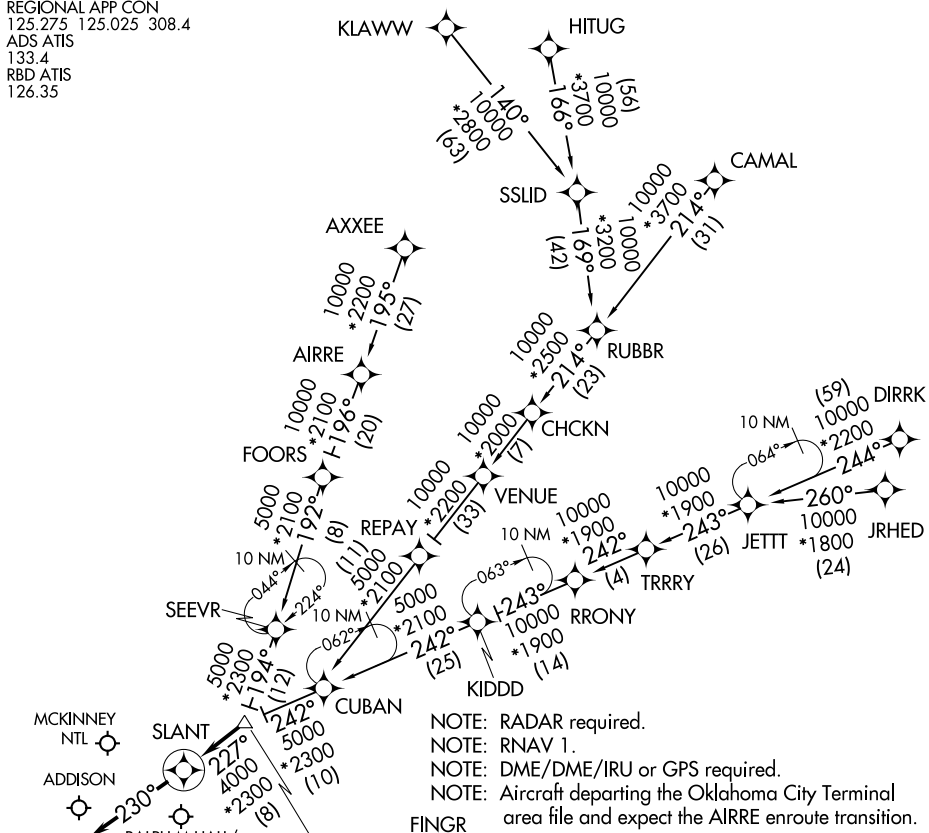 REGIONAL APP CON
125.275 125.025 308.4
ADS ATIS
133.4
RBD ATIS
126.35
KLAWW
HITUG
140°
10000
*2800
(63)
(56)
10000
*3700
166°
SSLID
CAMAL
10000
*3700
214°
(31)
10000
*3200
169°
(42)
AXXEE
10000
*2200
195°
(27)
RUBBR
10000
*2500
214°
(23)
AIRRE
10000
*2100
196°
(20)
CHCKN
10000
*2000
(7)
FOORS
5000
*2100
192°
(8)
VENUE
10000
*2200
(33)
REPAY
(11)
5000
*2100
DIRRK
(59)
10000
*2200
244°
10 NM
064°
260°
10000
*1800
(24)
JRHED
JETTT
10000
*1900
243°
(26)
TRRRY
10000
*1900
242°
(4)
RRONY
10 NM
063°
243°
10000
*1900
(14)
KIDDD
5000
*2100
242°
(25)
10 NM
044°
224°
SEEVR
10 NM
062°
CUBAN
5000
*2300
194°
(12)
242°
5000
*2300
(10)
MCKINNEY
NTL
SLANT
227°
4000
*2300
(8)
ADDISON
230°
NOTE: RADAR required.
NOTE: RNAV 1.
NOTE: DME/DME/IRU or GPS required.
NOTE: Aircraft departing the Oklahoma City Terminal
area file and expect the AIRRE enroute transition.
FINGR